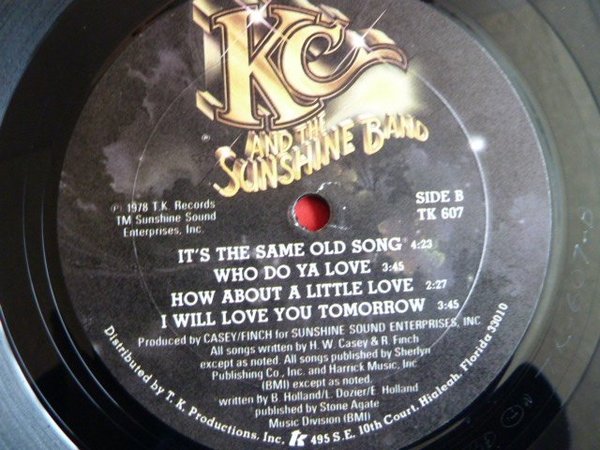 KC
AND THE
SUNSHINE BAND
℗ 1978 T.K. Records
TM Sunshine Sound
Enterprises, Inc.
SIDE B
TK 607
IT'S THE SAME OLD SONG 4:23
WHO DO YA LOVE 3:45
HOW ABOUT A LITTLE LOVE 2:27
I WILL LOVE YOU TOMORROW 3:45
Produced by CASEY/FINCH for SUNSHINE SOUND ENTERPRISES, INC
All songs written by H. W. Casey & R. Finch
except as noted. All songs published by Sherlyn
Publishing Co., Inc. and Harrick Music, Inc
(BMI) except as noted.
written by B. Holland/L. Dozier/E. Holland
published by Stone Agate
Music Division (BMI)
Distributed by T. K. Productions, Inc. 495 S.E. 10th Court, Hialeah, Florida 33010